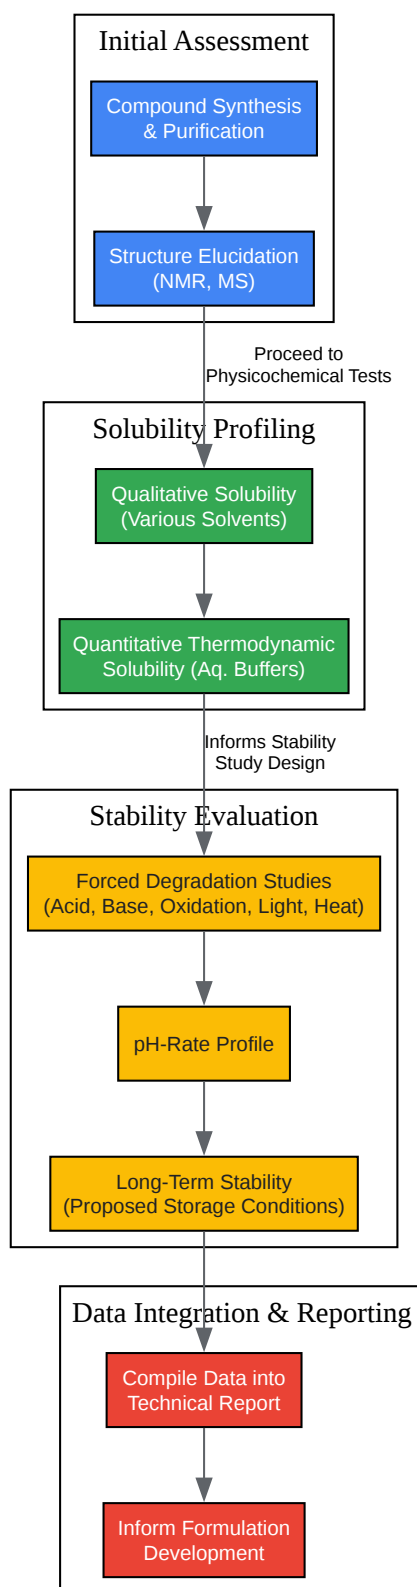 Initial Assessment
Compound Synthesis
& Purification
Structure Elucidation
(NMR, MS)
Proceed to
Physicochemical Tests
Solubility Profiling
Qualitative Solubility
(Various Solvents)
Quantitative Thermodynamic
Solubility (Aq. Buffers)
Informs Stability
Study Design
Stability Evaluation
Forced Degradation Studies
(Acid, Base, Oxidation, Light, Heat)
pH-Rate Profile
Long-Term Stability
(Proposed Storage Conditions)
Data Integration & Reporting
Compile Data into
Technical Report
Inform Formulation
Development